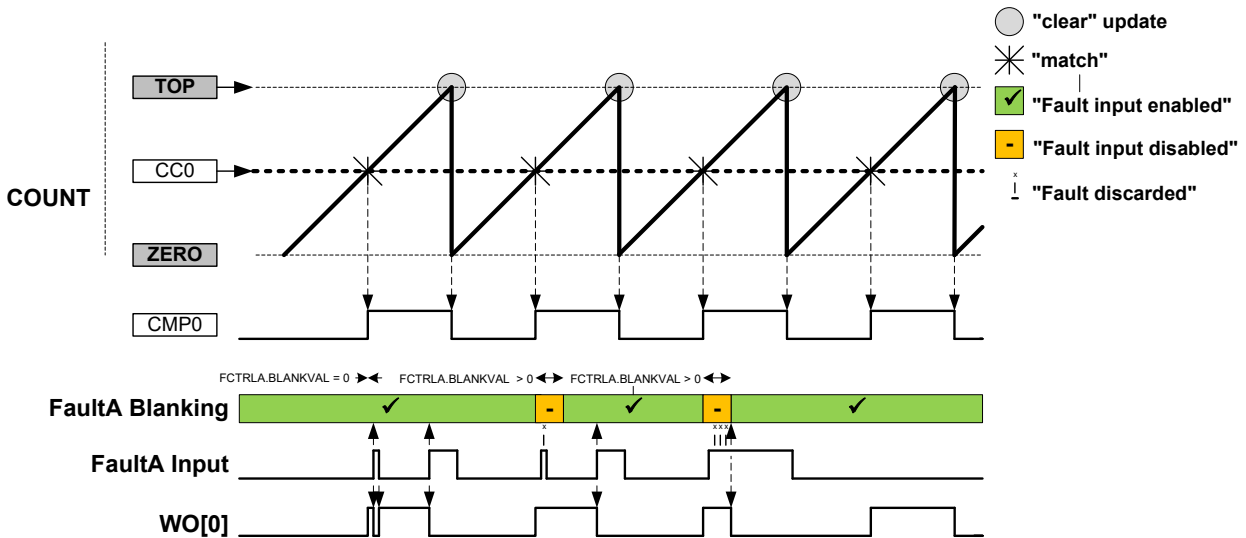 "clear" update
"match"
TOP
✓ "Fault input enabled"
- "Fault input disabled"
CC0
x
"Fault discarded"
COUNT
ZERO
CMP0
FCTRLA.BLANKVAL = 0 FCTRLA.BLANKVAL > 0 FCTRLA.BLANKVAL > 0
FaultA Blanking ✓ - ✓ - ✓
x x x x
FaultA Input
WO[0]